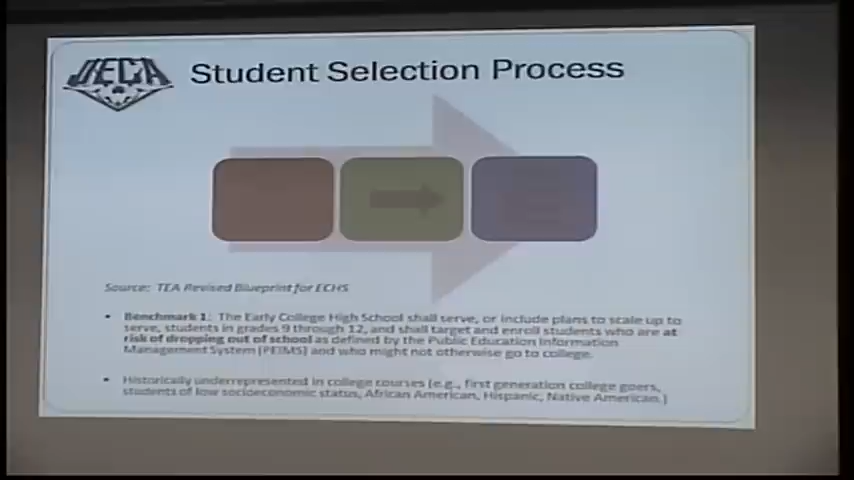 JECA
Student Selection Process
Source: TEA Revised Blueprint for ECHS
• Benchmark 1: The Early College High School shall serve, or include plans to scale up to
serve, students in grades 9 through 12, and shall target and enroll students who are at
risk of dropping out of school as defined by the Public Education Information
Management System (PEIMS) and who might not otherwise go to college.
• Historically underrepresented in college courses (e.g., first generation college goers,
students of low socioeconomic status, African American, Hispanic, Native American.)